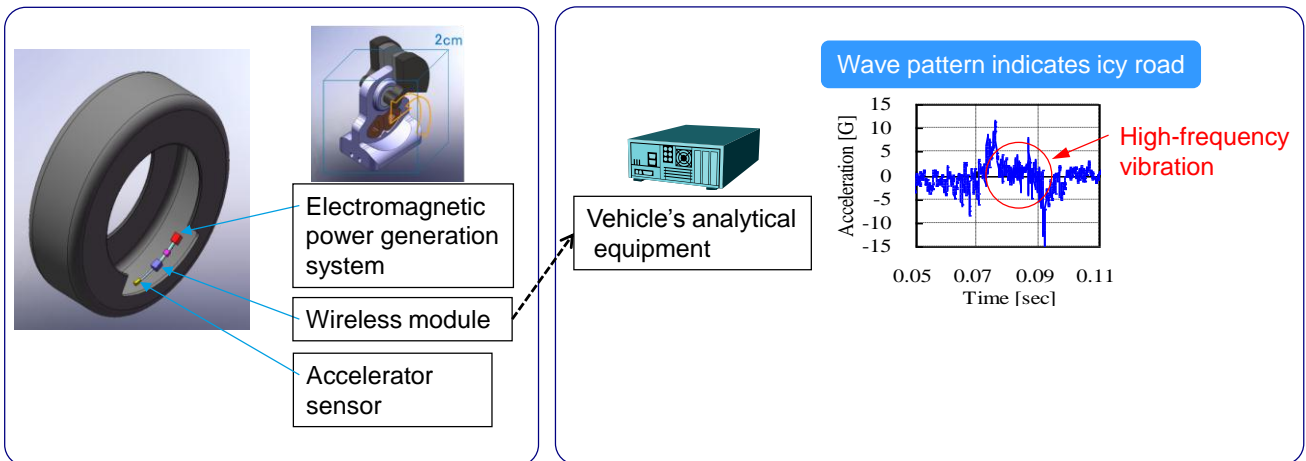 2cm
Electromagnetic
power generation
system
Wireless module
Accelerator
sensor
Vehicle's analytical
equipment
Wave pattern indicates icy road
Acceleration [G]
15
10
5
0
-5
-10
-15
0.05 0.07 0.09 0.11
Time [sec]
High-frequency
vibration